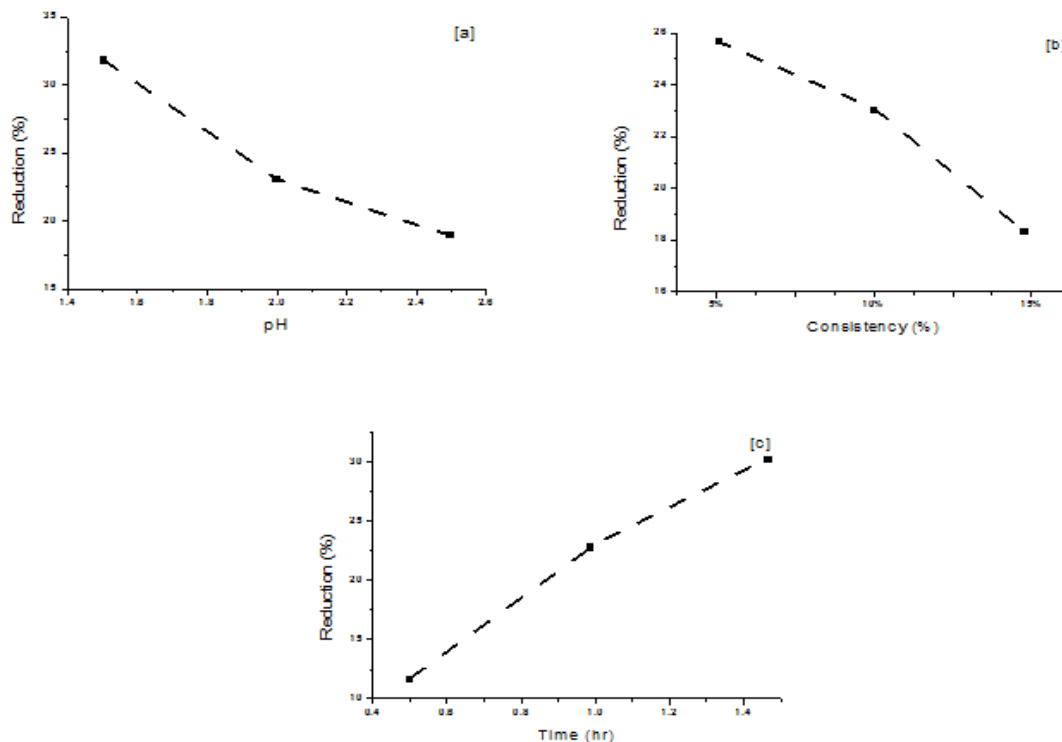 [a]
Reduction (%)
35
30
25
20
15
1.4 1.6 1.8 2.0 2.2 2.4 2.6
pH
[b]
Reduction (%)
26
24
22
20
18
16
5% 10% 15%
Consistency (%)
[c]
Reduction (%)
30
25
20
15
10
0.4 0.6 0.8 1.0 1.2 1.4
Time (hr)